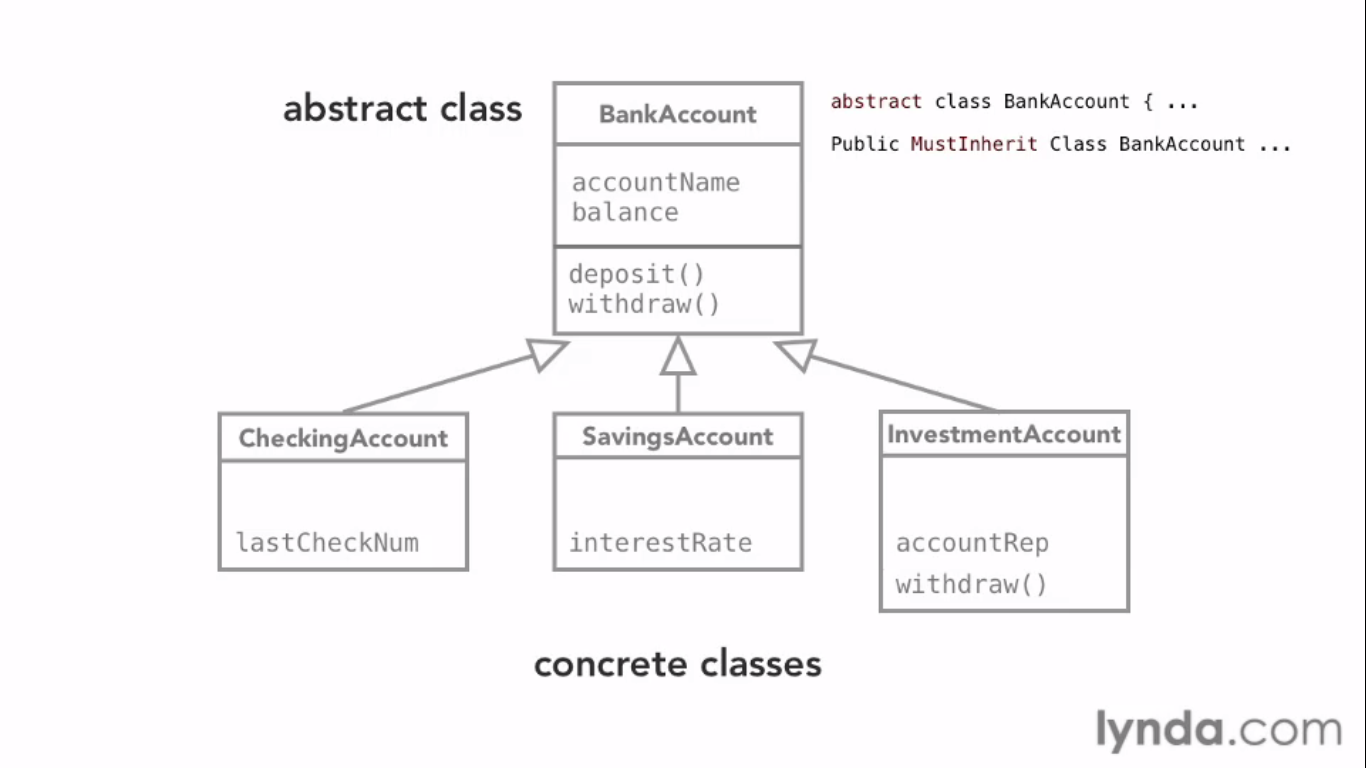 abstract class
BankAccount
accountName
balance
deposit()
withdraw()
abstract class BankAccount { ...
Public MustInherit Class BankAccount ...
CheckingAccount
lastCheckNum
SavingsAccount
interestRate
InvestmentAccount
accountRep
withdraw()
concrete classes
lynda.com